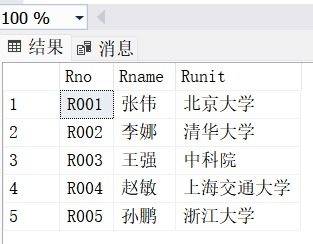 100 %
结果 消息
Rno Rname Runit
1 R001 张伟 北京大学
2 R002 李娜 清华大学
3 R003 王强 中科院
4 R004 赵敏 上海交通大学
5 R005 孙鹏 浙江大学